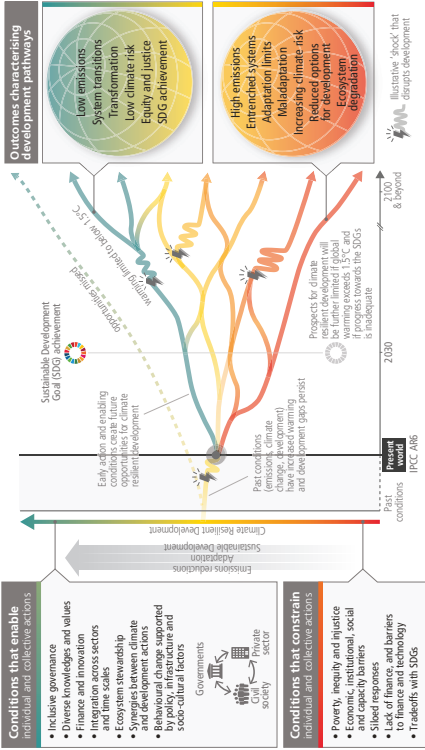 Conditions that enable
individual and collective actions
• Inclusive governance
• Diverse knowledges and values
• Finance and innovation
• Integration across sectors
and time scales
• Ecosystem stewardship
• Synergies between climate
and development actions
• Behavioural change supported
by policy, infrastructure and
socio-cultural factors
Governments
Civil
society
Private
sector
Conditions that constrain
individual and collective actions
• Poverty, inequity and injustice
• Economic, institutional, social
and capacity barriers
• Siloed responses
• Lack of finance, and barriers
to finance and technology
• Tradeoffs with SDGs
Emissions reductions
Adaptation
Sustainable Development
Climate Resilient Development
Sustainable Development
Goal (SDG) achievement
opportunities missed
warming limited to below 1.5°C
Early action and enabling
conditions create future
opportunities for climate
resilient development
Past conditions
(emissions, climate
change, development)
have increased warming
and development gaps persist
Prospects for climate
resilient development will
be further limited if global
warming exceeds 1.5°C and
if progress towards the SDGs
is inadequate
Past
conditions
Present
world
IPCC AR6
2030
2100
& beyond
Outcomes characterising
development pathways
Low emissions
System transitions
Transformation
Low climate risk
Equity and justice
SDG achievement
High emissions
Entrenched systems
Adaptation limits
Maladaptation
Increasing climate risk
Reduced options
for development
Ecosystem
degradation
Illustrative 'shock' that
disrupts development